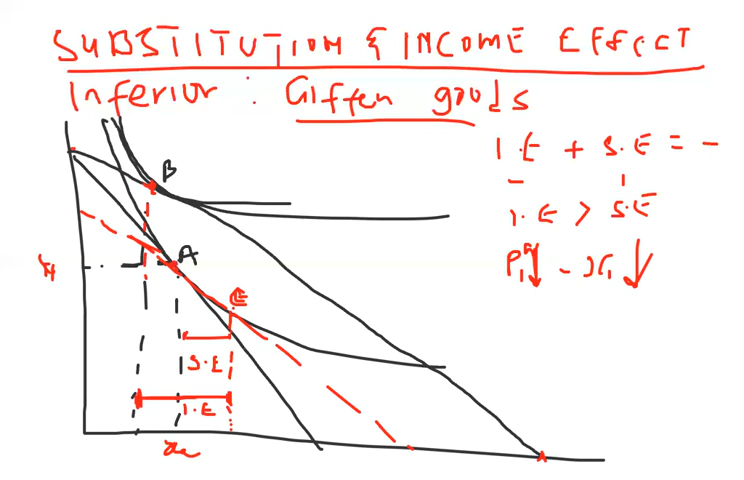 SUBSTITUTION & INCOME EFFECT
Inferior : Giffen goods
I.E + S.E = -
I.E > S.E
B
A
C
S.E
I.E